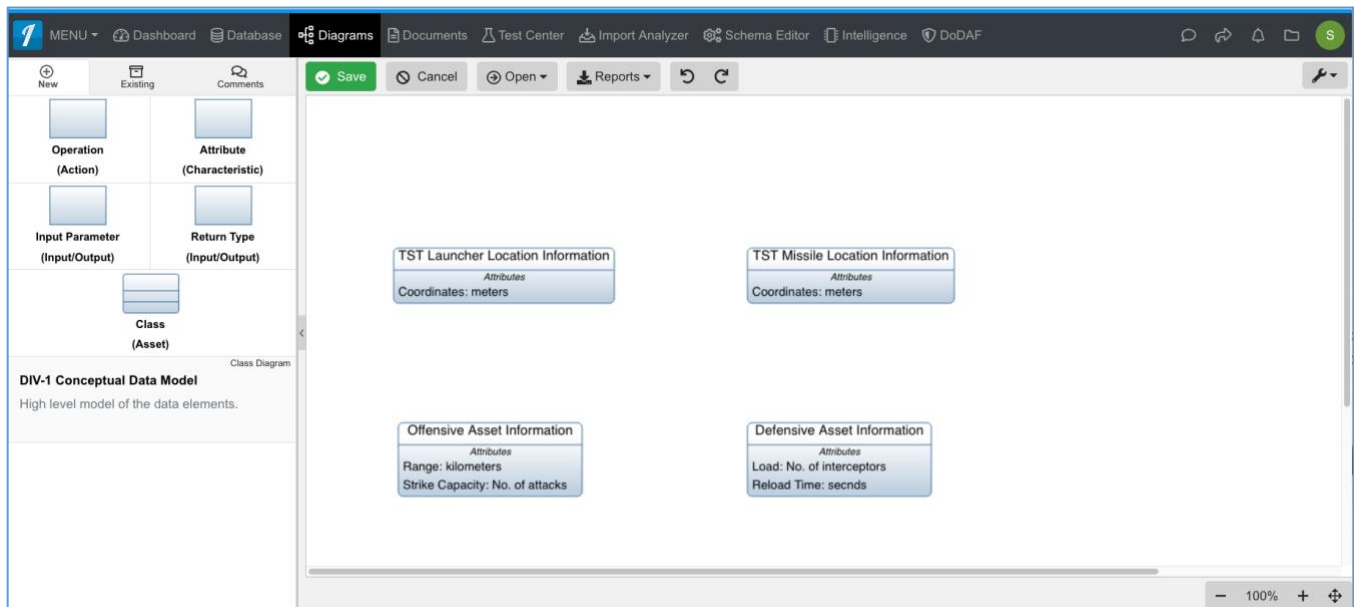 MENU Dashboard Database Diagrams Documents Test Center Import Analyzer Schema Editor Intelligence DoDAF S
New Existing Comments
Save Cancel Open Reports
Operation
(Action)
Attribute
(Characteristic)
Input Parameter
(Input/Output)
Return Type
(Input/Output)
Class
(Asset)
Class Diagram
DIV-1 Conceptual Data Model
High level model of the data elements.
TST Launcher Location Information
Attributes
Coordinates: meters
TST Missile Location Information
Attributes
Coordinates: meters
Offensive Asset Information
Attributes
Range: kilometers
Strike Capacity: No. of attacks
Defensive Asset Information
Attributes
Load: No. of interceptors
Reload Time: secnds
100%